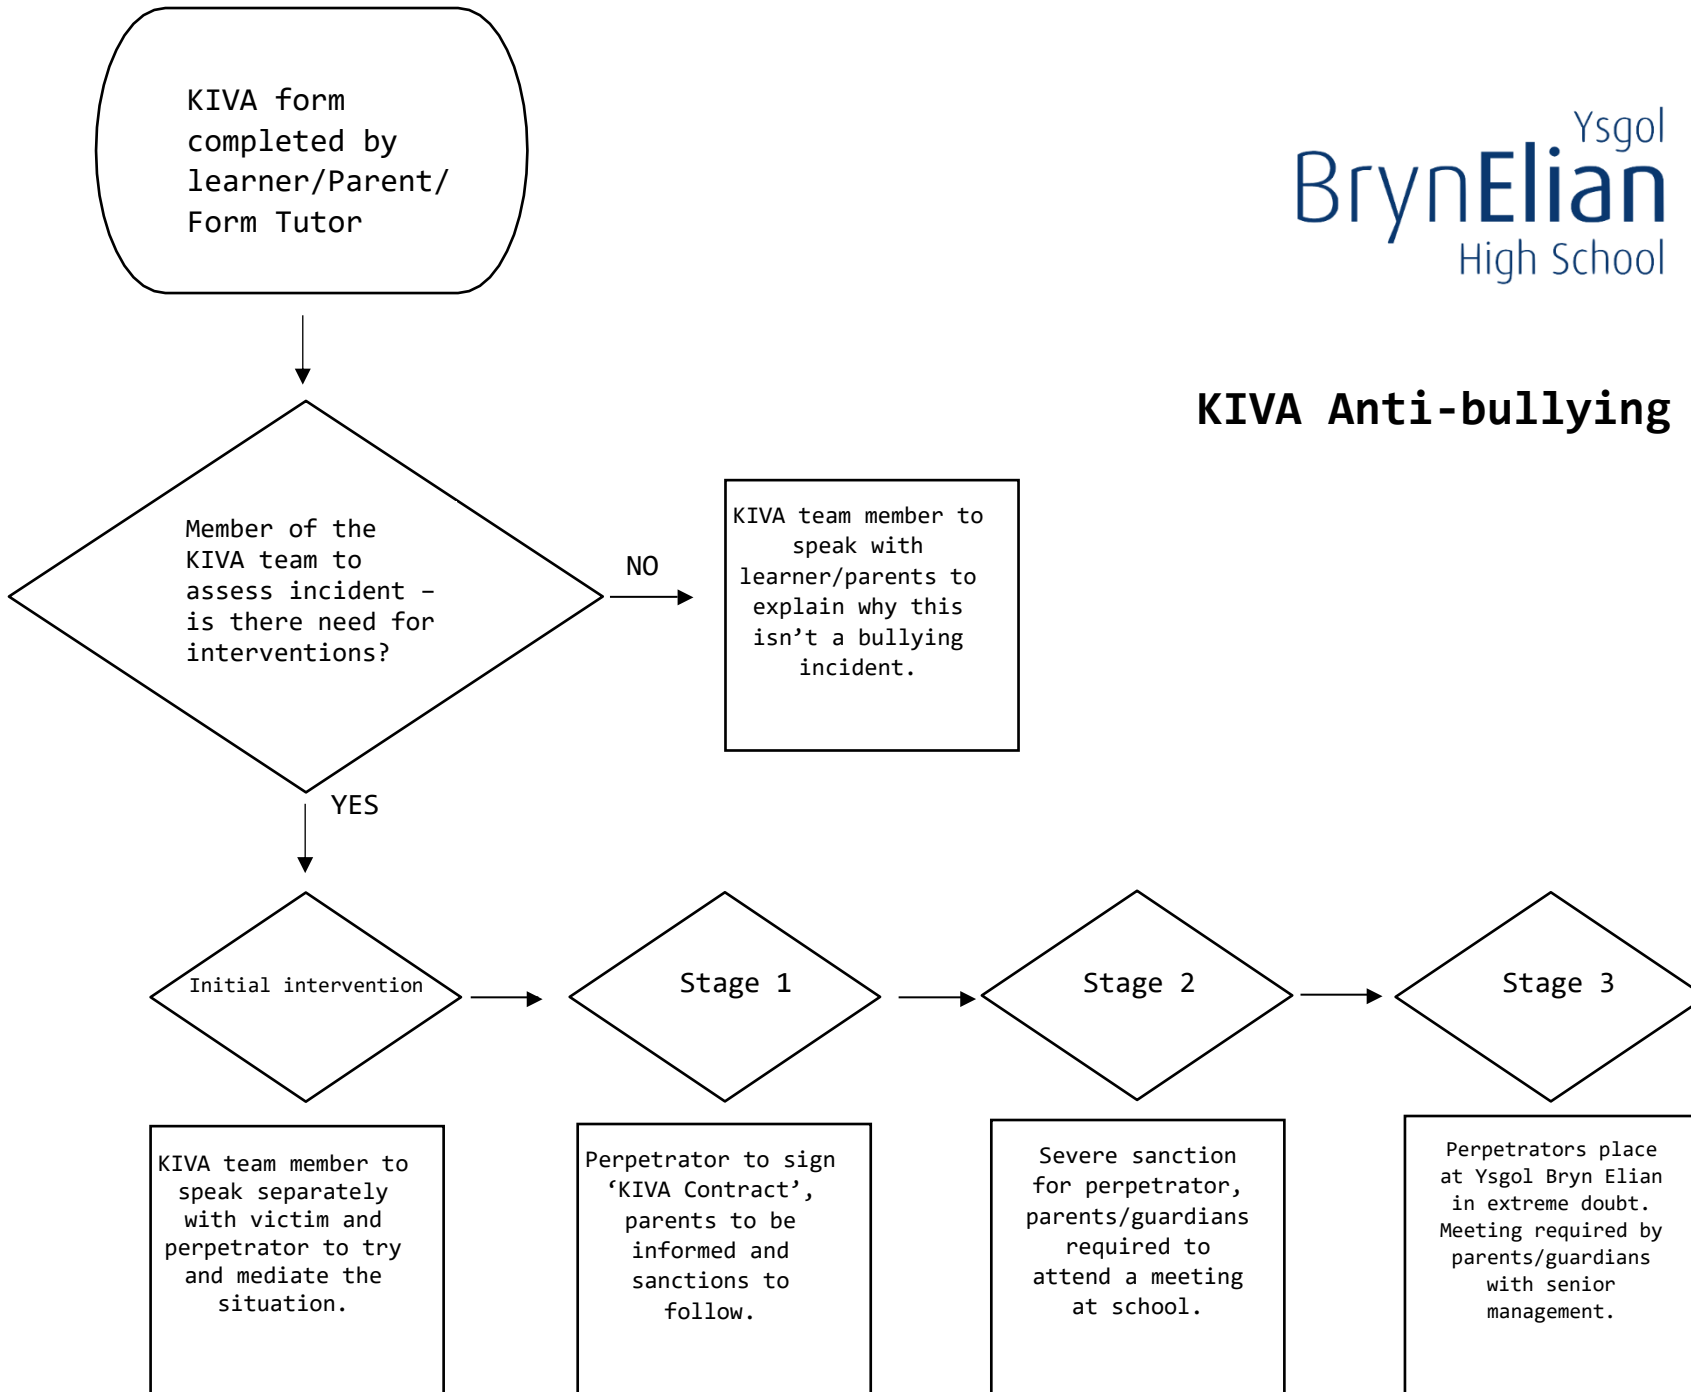 KIVA form
completed by
learner/Parent/
Form Tutor
Ysgol
BrynElian
High School
KIVA Anti-bullying
Member of the
KIVA team to
assess incident –
is there need for
interventions?
NO
KIVA team member to
speak with
learner/parents to
explain why this
isn’t a bullying
incident.
YES
Initial intervention
Stage 1
Stage 2
Stage 3
KIVA team member to
speak separately
with victim and
perpetrator to try
and mediate the
situation.
Perpetrator to sign
‘KIVA Contract’,
parents to be
informed and
sanctions to
follow.
Severe sanction
for perpetrator,
parents/guardians
required to
attend a meeting
at school.
Perpetrators place
at Ysgol Bryn Elian
in extreme doubt.
Meeting required by
parents/guardians
with senior
management.